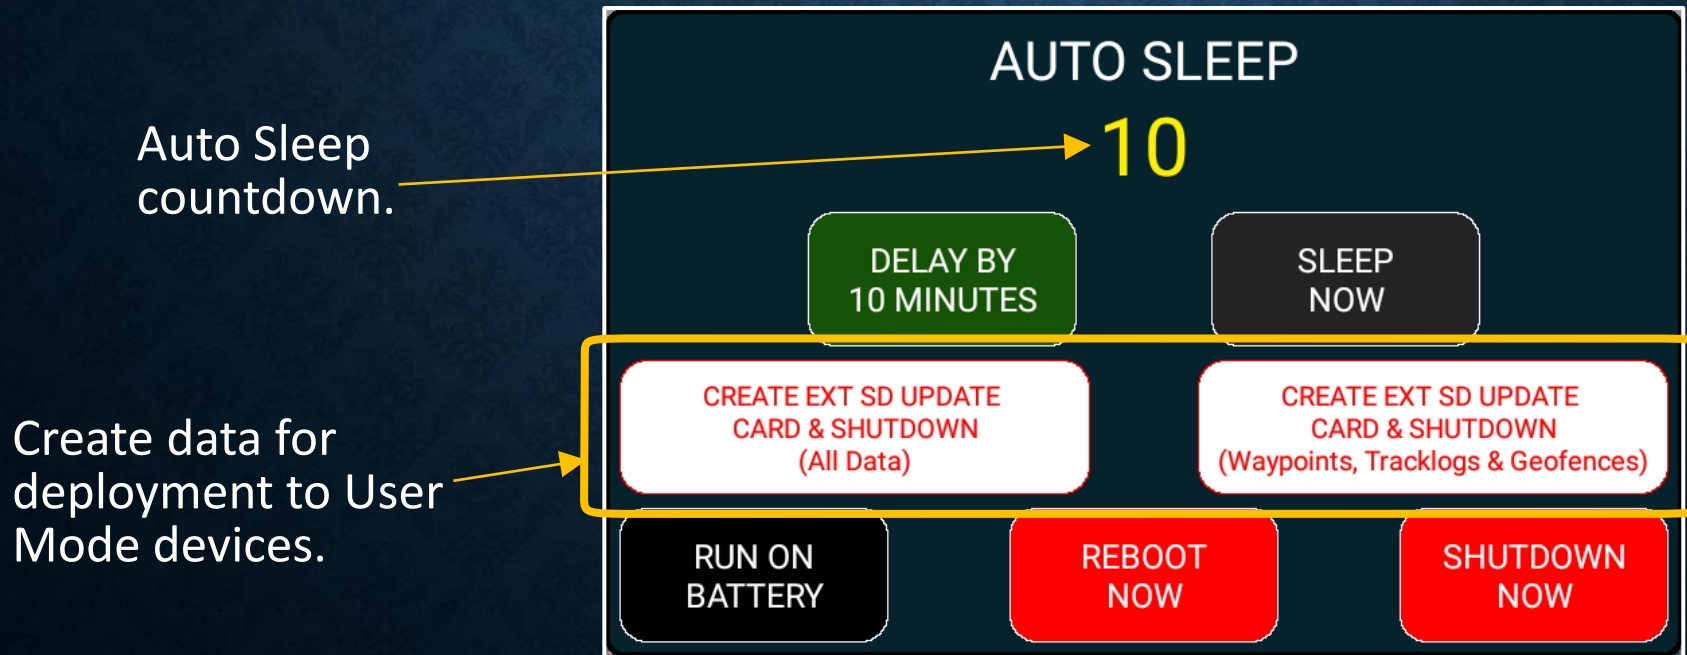 AUTO SLEEP
10
Auto Sleep
countdown.
DELAY BY
10 MINUTES
SLEEP
NOW
CREATE EXT SD UPDATE
CARD & SHUTDOWN
(All Data)
CREATE EXT SD UPDATE
CARD & SHUTDOWN
(Waypoints, Tracklogs & Geofences)
Create data for
deployment to User
Mode devices.
RUN ON
BATTERY
REBOOT
NOW
SHUTDOWN
NOW